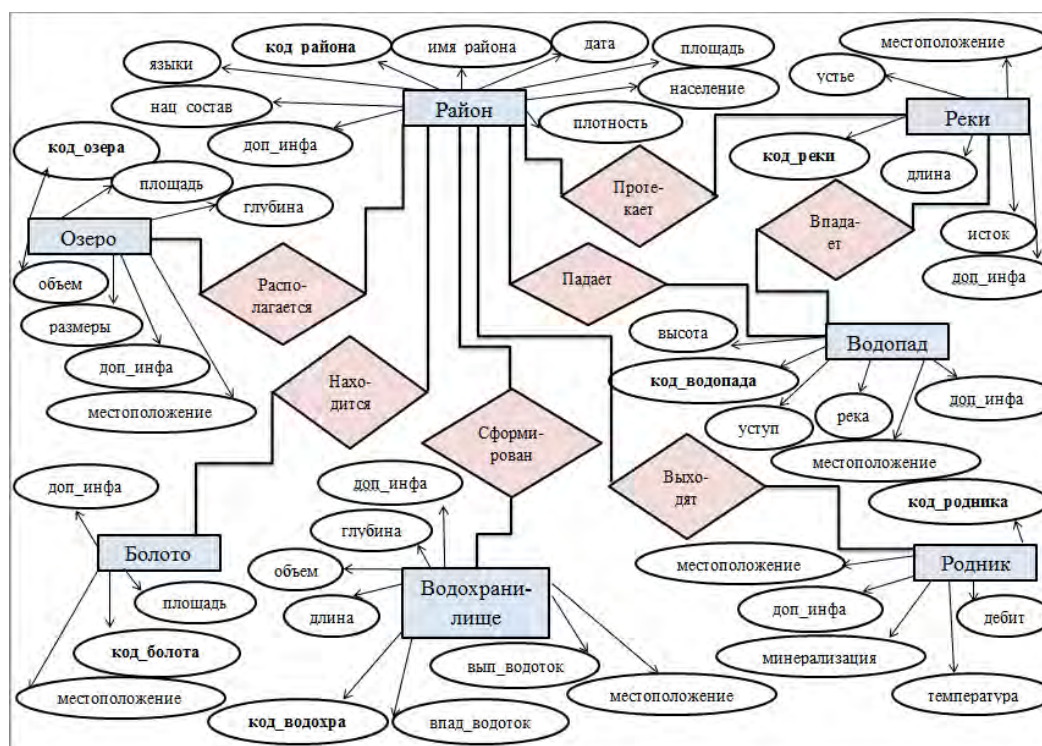 код района
имя района
дата
площадь
местоположение
языки
население
устье
нац состав
Район
Реки
доп_инфа
плотность
код_озера
код_реки
площадь
Проте-
кает
длина
глубина
Впада-
ет
Озеро
исток
объем
Распо-
лагается
Падает
доп_инфа
размеры
высота
Водопад
доп_инфа
Нахо-
дится
код_водопада
доп_инфа
местоположение
Сформи-
рован
уступ
река
местоположение
доп_инфа
доп_инфа
Выхо-
дят
код_родника
глубина
Болото
объем
местоположение
Родник
площадь
длина
Водохрани-
лище
доп_инфа
дебит
код_болота
вып_водоток
минерализация
местоположение
местоположение
температура
код_водохра
впад_водоток